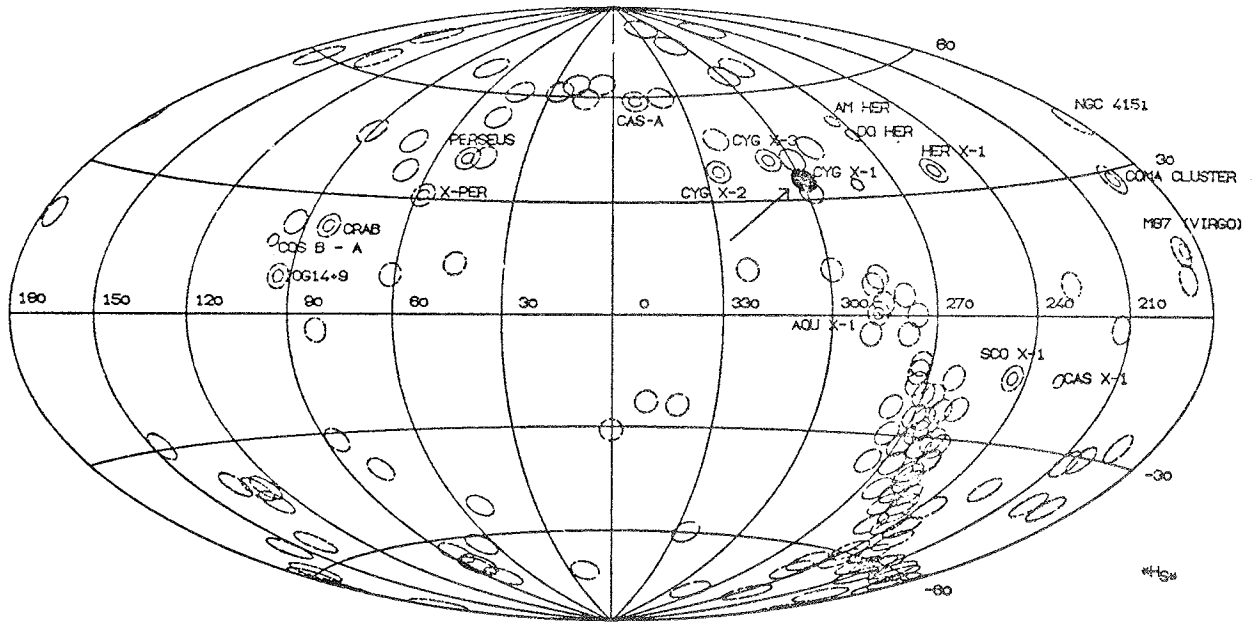 60
NGC 4151
AM HER
DQ HER
CAS-A
PERSEUS
CYG X-3
HER X-1
30
COMA CLUSTER
CYG X-1
CYG X-2
X-PER
M87 (VIRGO)
CRAB
COS B - A
OG14+9
180 150 120 90 60 30 0 330 300 270 240 210
AQU X-1
SCO X-1
CAS X-1
-30
-60
*HS*